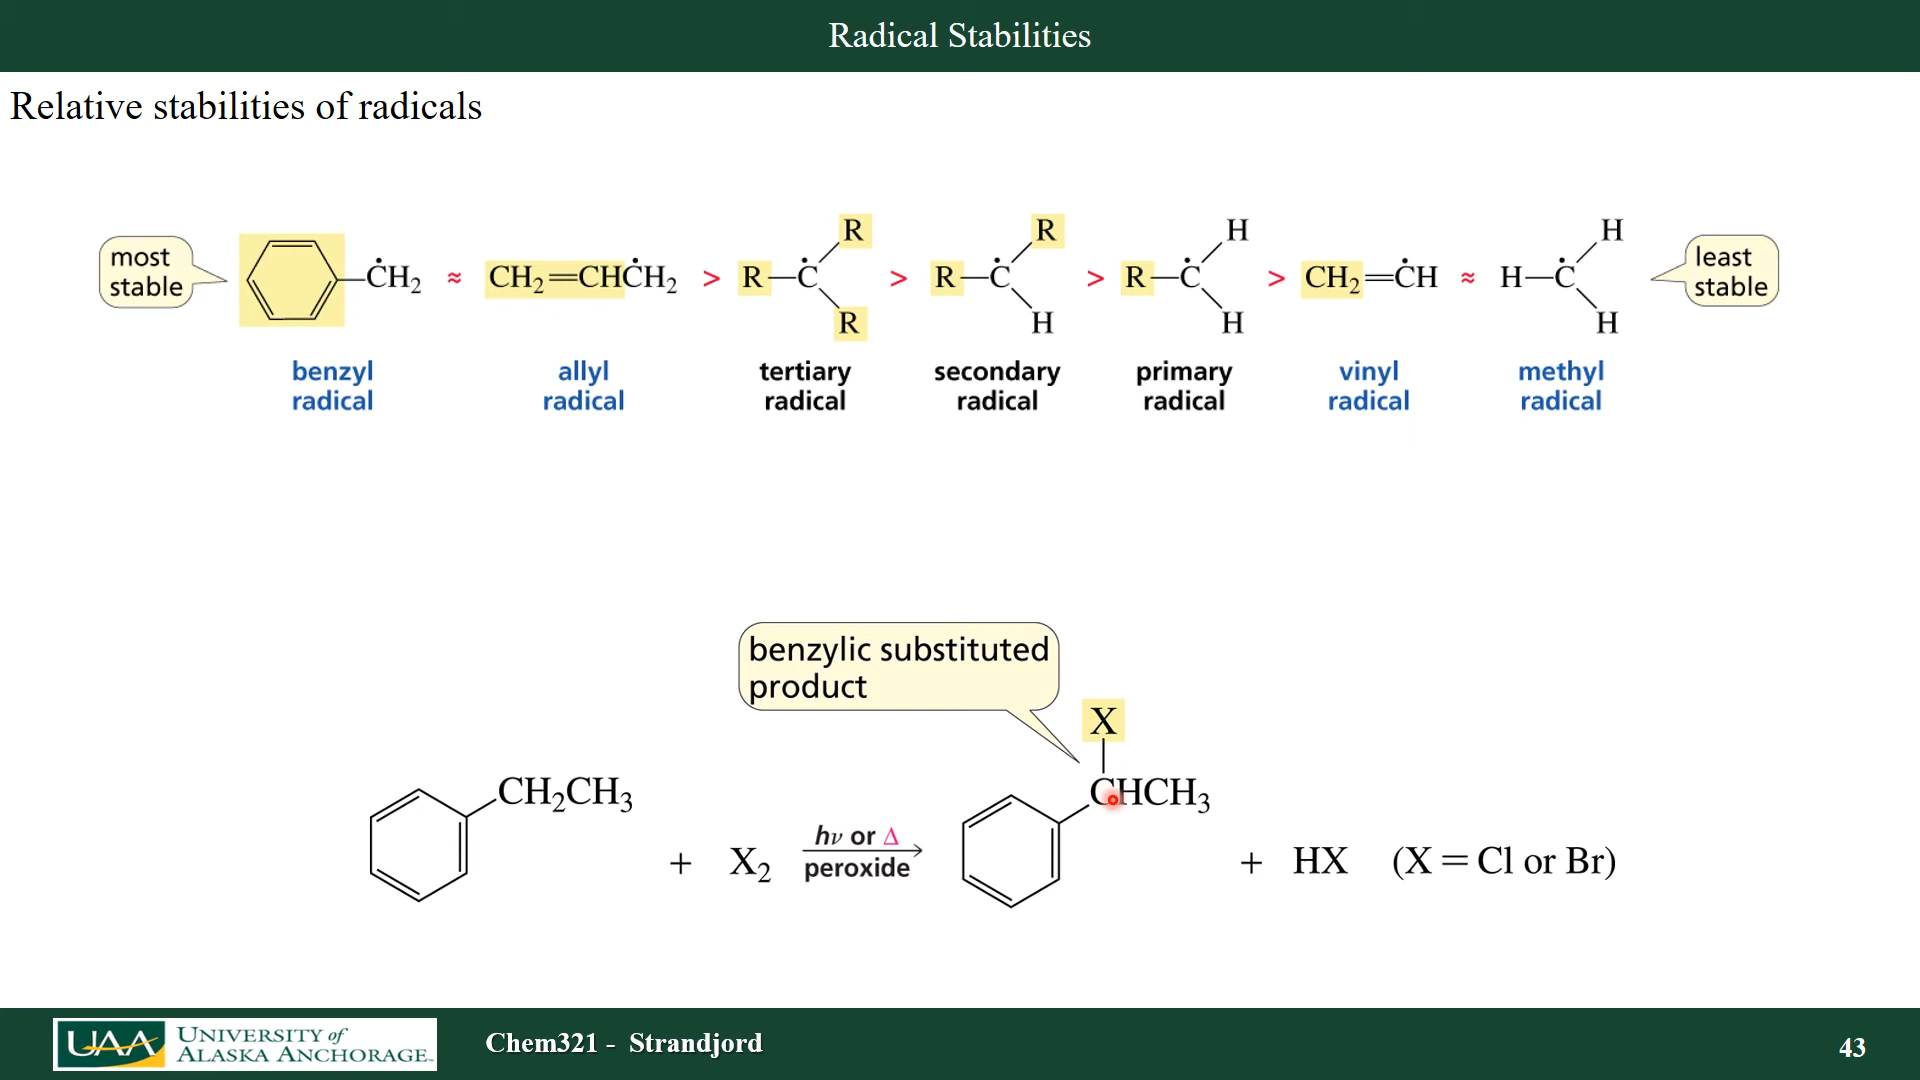 Radical Stabilities
Relative stabilities of radicals
most
stable
ĊH₂ ≈ CH₂=CHĊH₂ > R—Ċ R R > R—Ċ R H > R—Ċ H H > CH₂=ĊH ≈ H—Ċ H H
least
stable
benzyl
radical
allyl
radical
tertiary
radical
secondary
radical
primary
radical
vinyl
radical
methyl
radical
benzylic substituted
product
X
CH₂CH₃
CHCH₃
+ X₂
hν or Δ
peroxide
+ HX (X = Cl or Br)
UAA UNIVERSITY of
ALASKA ANCHORAGE
Chem321 - Strandjord
43